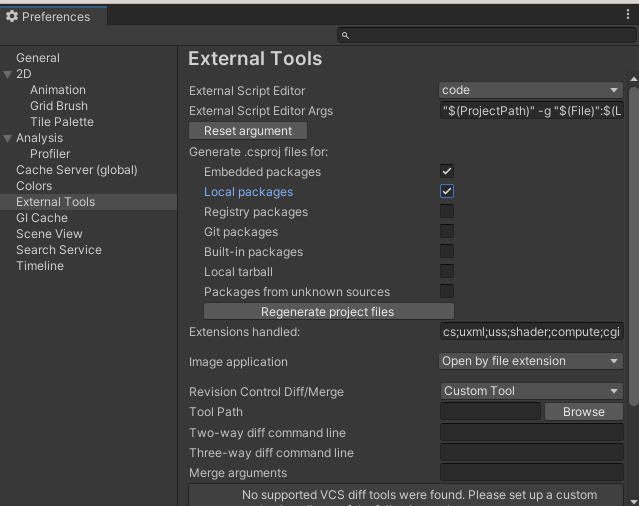 Preferences
General
2D
Animation
Grid Brush
Tile Palette
Analysis
Profiler
Cache Server (global)
Colors
External Tools
GI Cache
Scene View
Search Service
Timeline
External Tools
External Script Editor code
External Script Editor Args "$(ProjectPath)" -g "$(File)":$(L
Reset argument
Generate .csproj files for:
Embedded packages
Local packages
Registry packages
Git packages
Built-in packages
Local tarball
Packages from unknown sources
Regenerate project files
Extensions handled: cs;uxml;uss;shader;compute;cgi
Image application Open by file extension
Revision Control Diff/Merge Custom Tool
Tool Path Browse
Two-way diff command line
Three-way diff command line
Merge arguments
No supported VCS diff tools were found. Please set up a custom